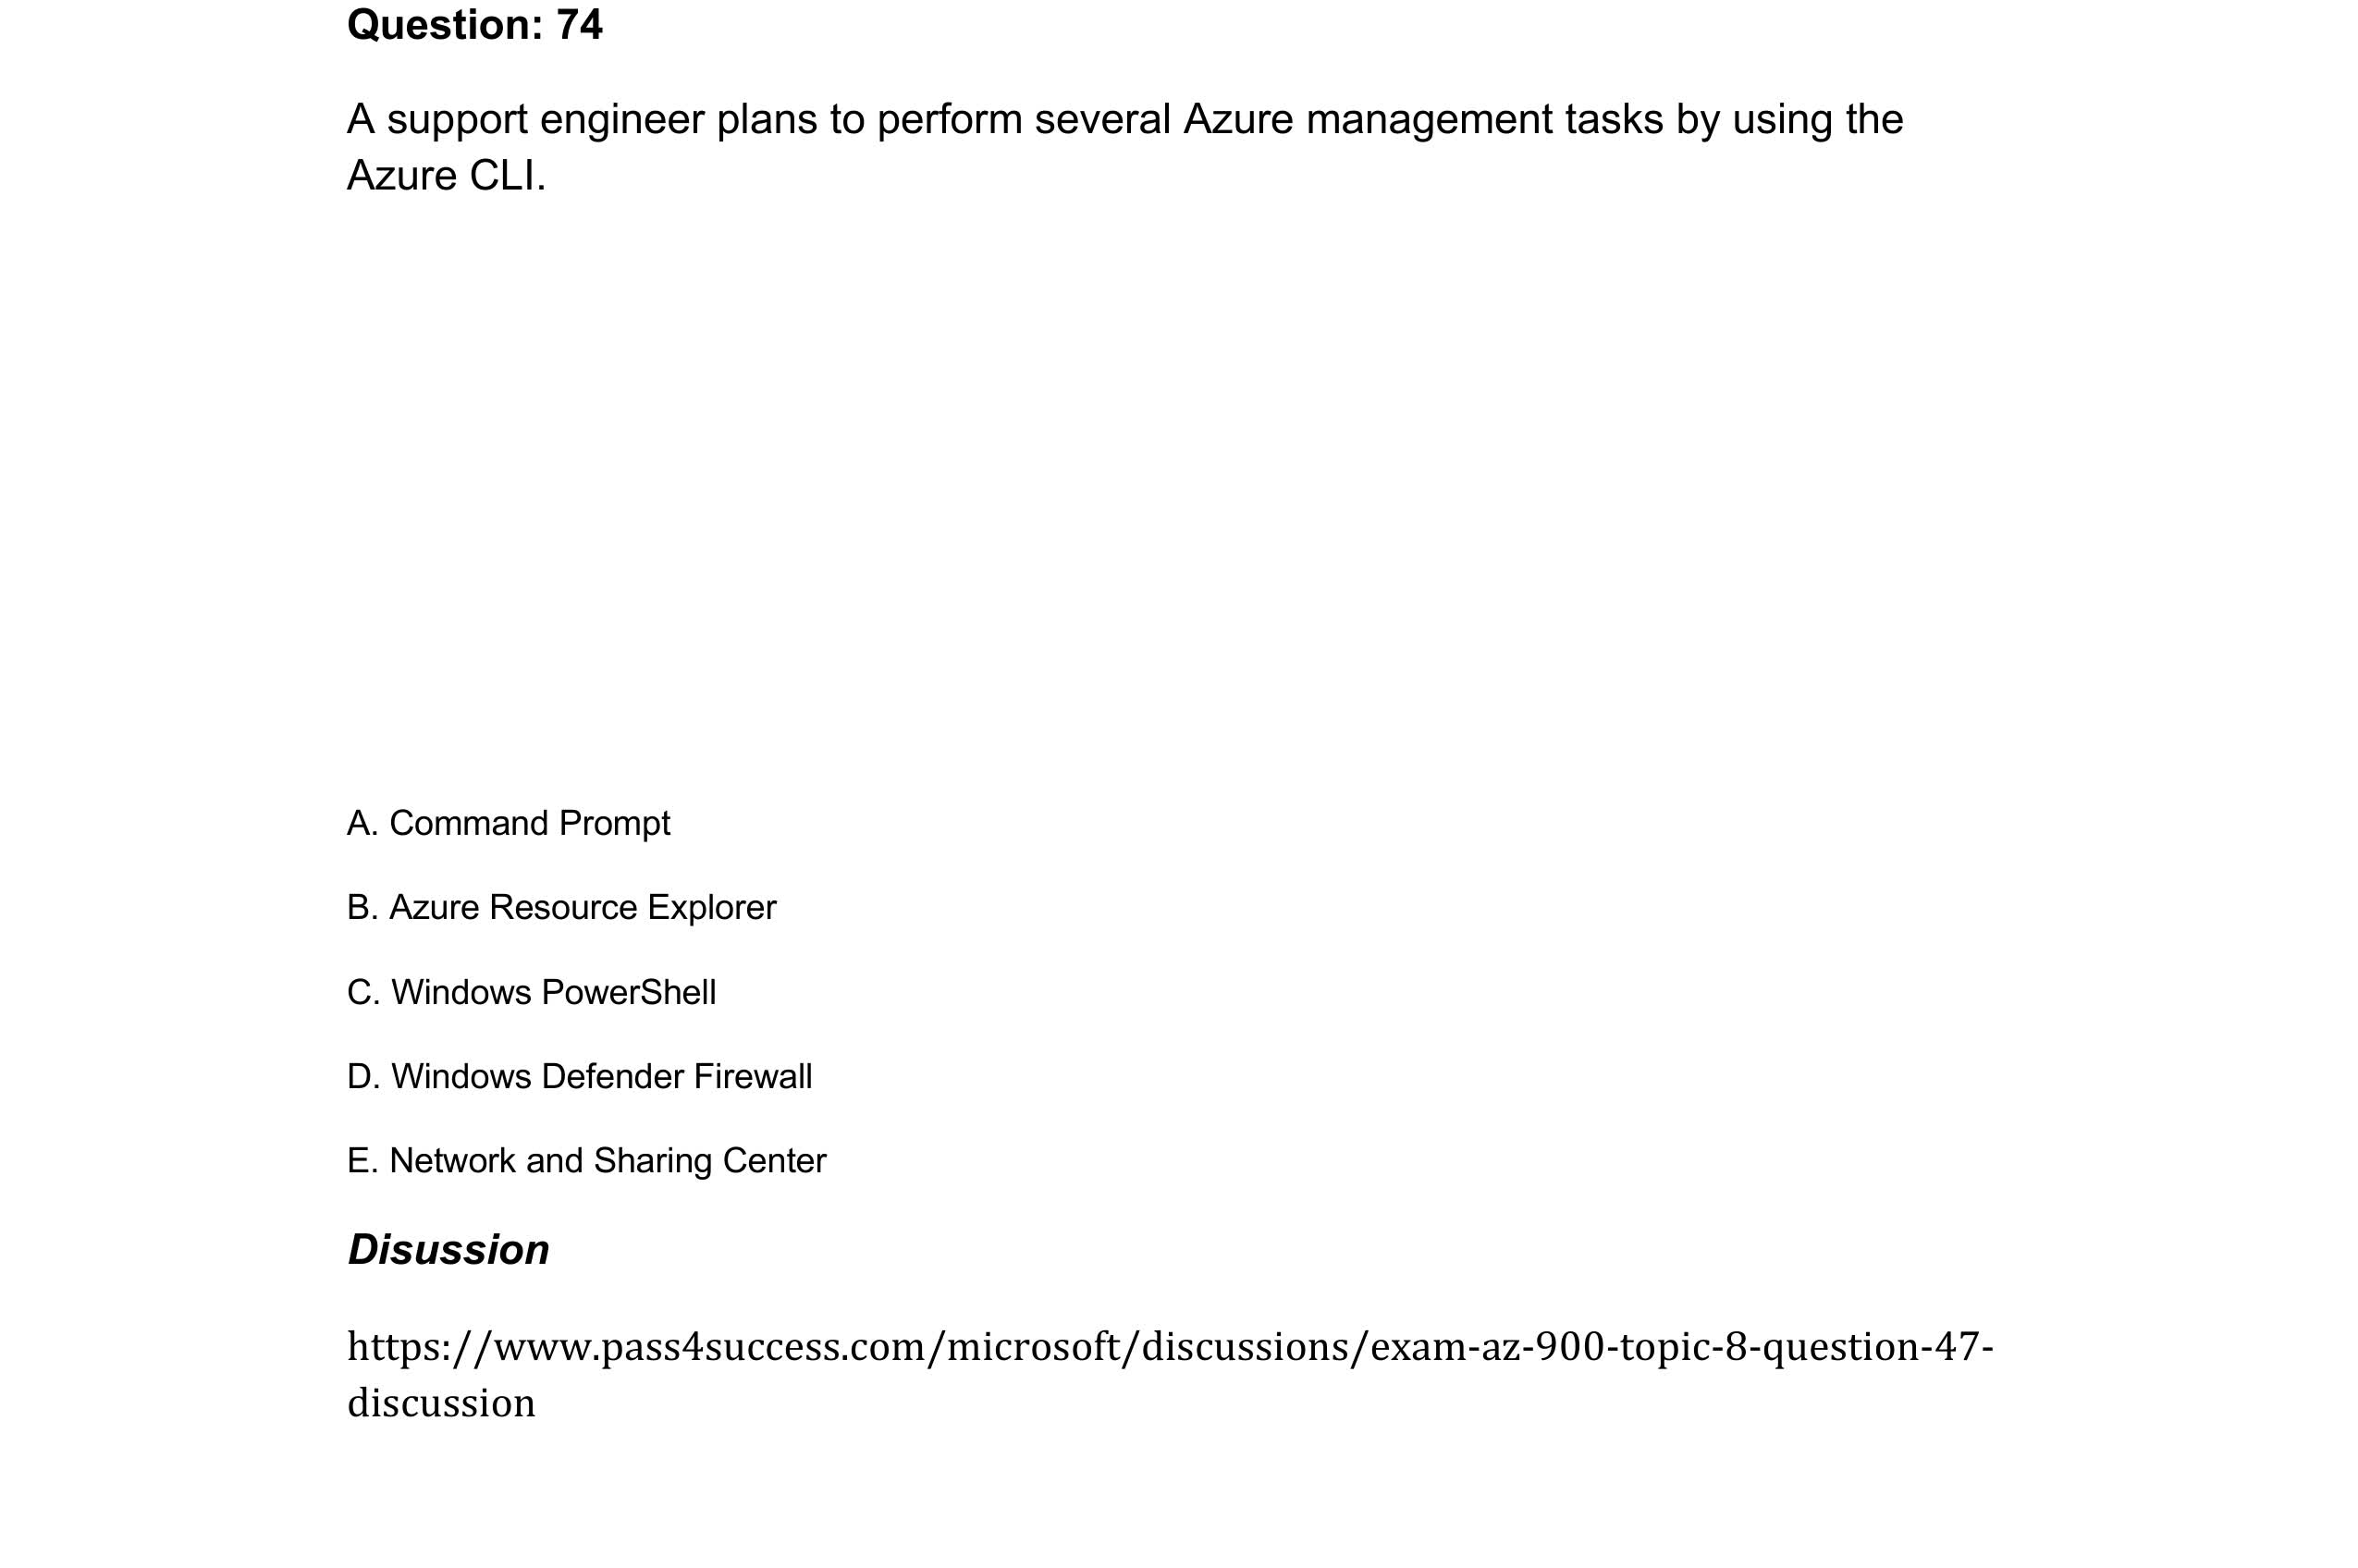 Question: 74
A support engineer plans to perform several Azure management tasks by using the
Azure CLI.
A. Command Prompt
B. Azure Resource Explorer
C. Windows PowerShell
D. Windows Defender Firewall
E. Network and Sharing Center
Disussion
https://www.pass4success.com/microsoft/discussions/exam-az-900-topic-8-question-47-
discussion